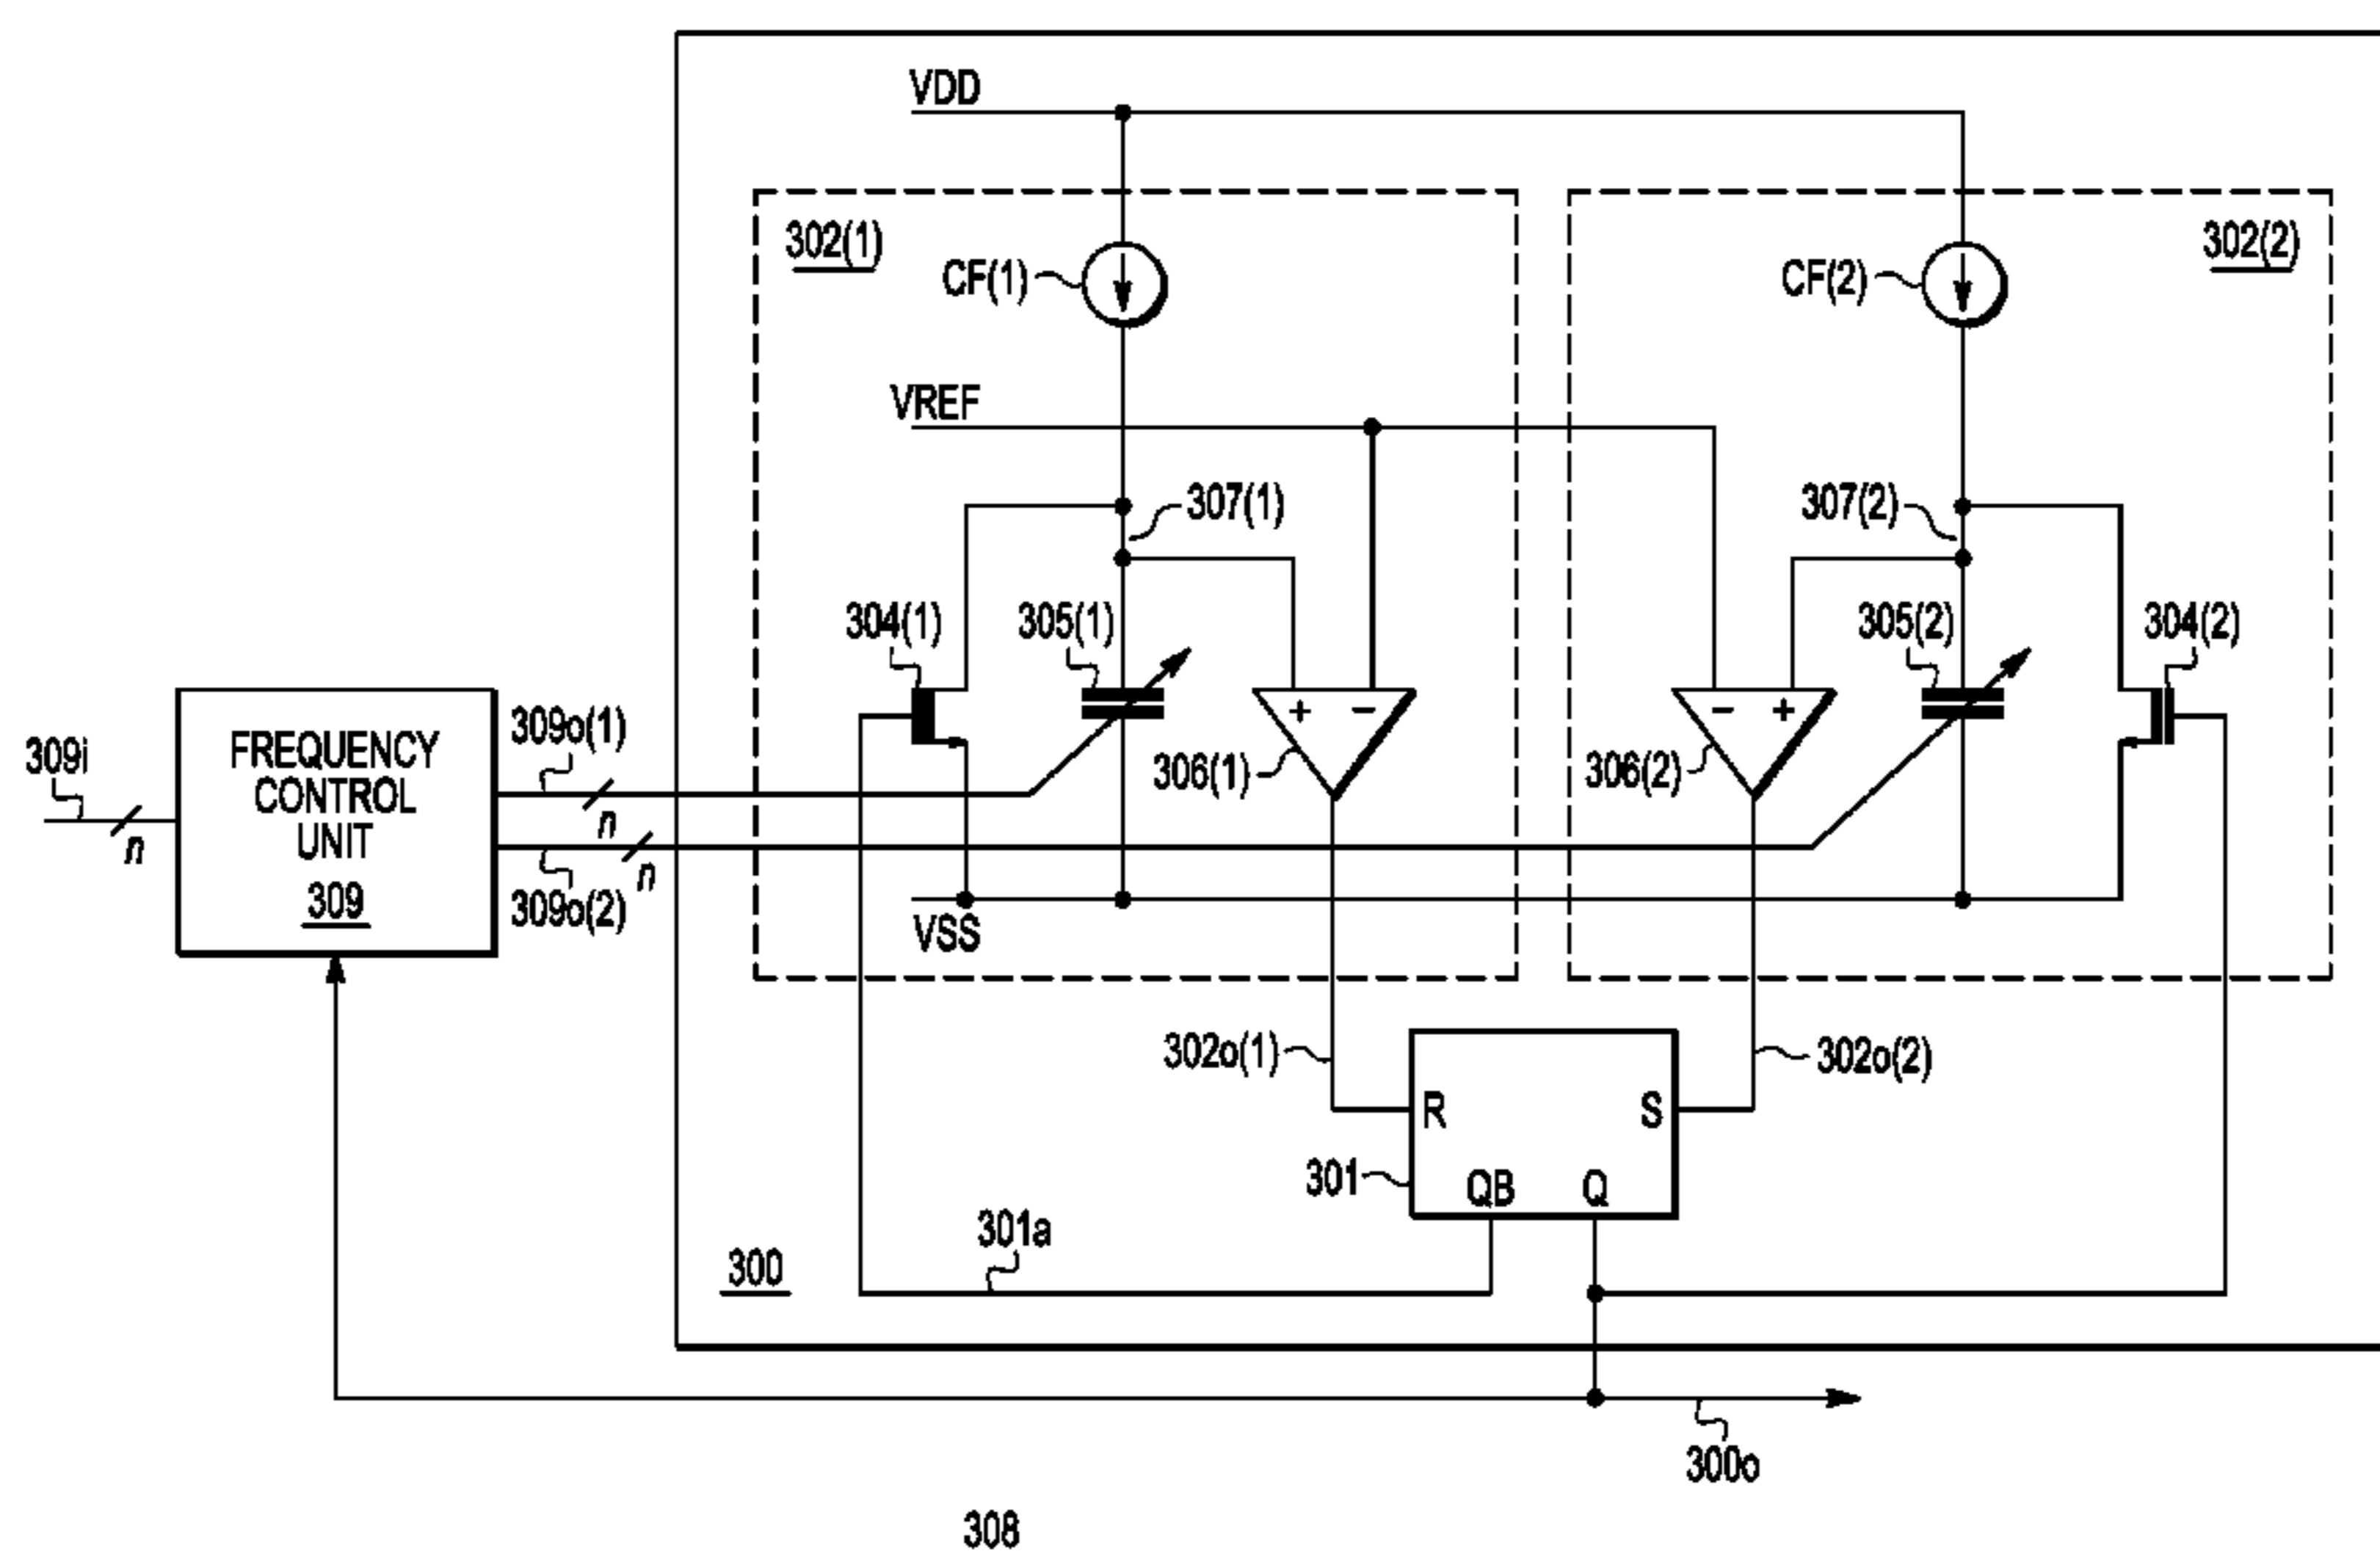 VDD
302(1)
CF(1)
CF(2)
302(2)
VREF
307(1)
307(2)
304(1)
305(1)
305(2)
304(2)
309i
n
FREQUENCY
CONTROL
UNIT
309
309o(1)
n
309o(2)
n
+
−
306(1)
306(2)
−
+
VSS
302o(1)
302o(2)
R
S
301
QB
Q
301a
300
300o
308